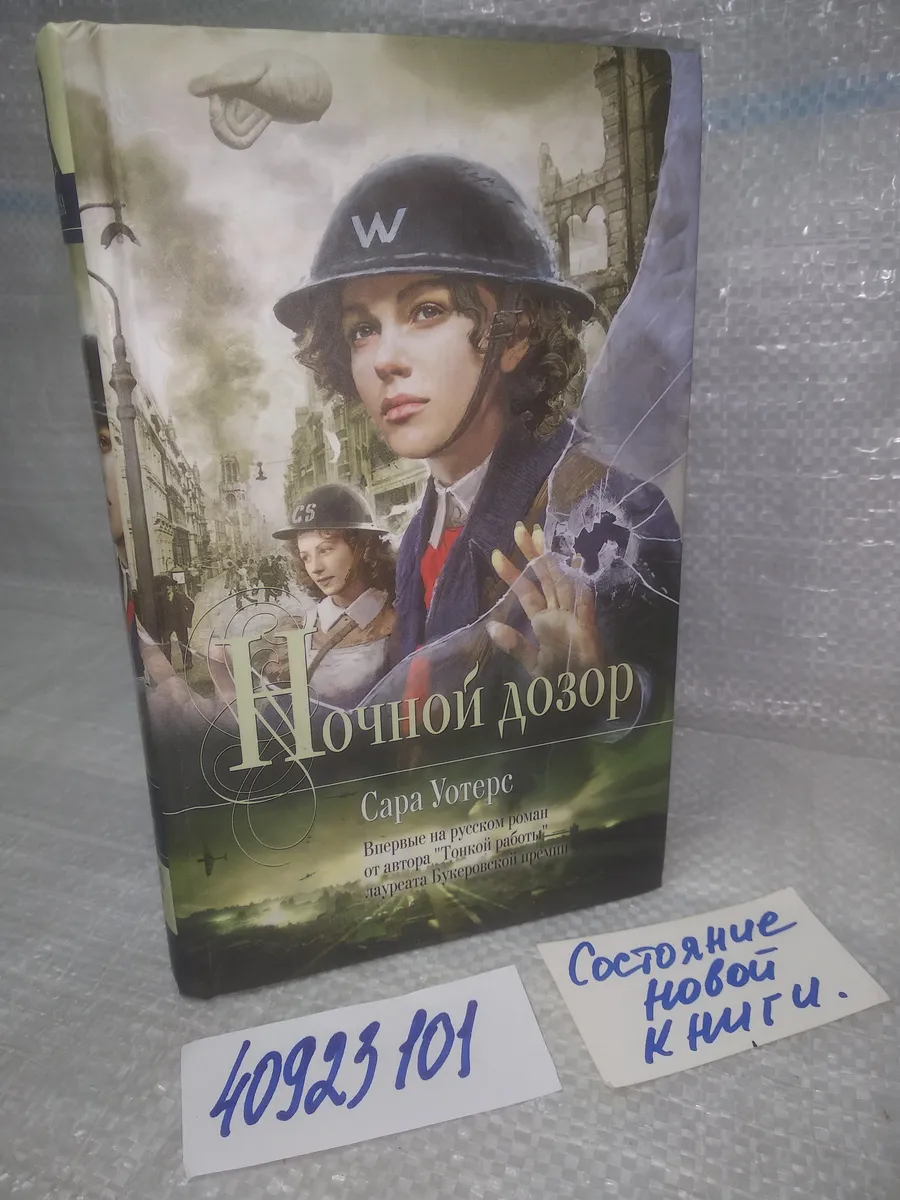 W
CS
Ночной дозор
Сара Уотерс
Впервые на русском роман
от автора "Тонкой работы"
лауреата Букеровской премии
40923101
Состояние
новой
книги.